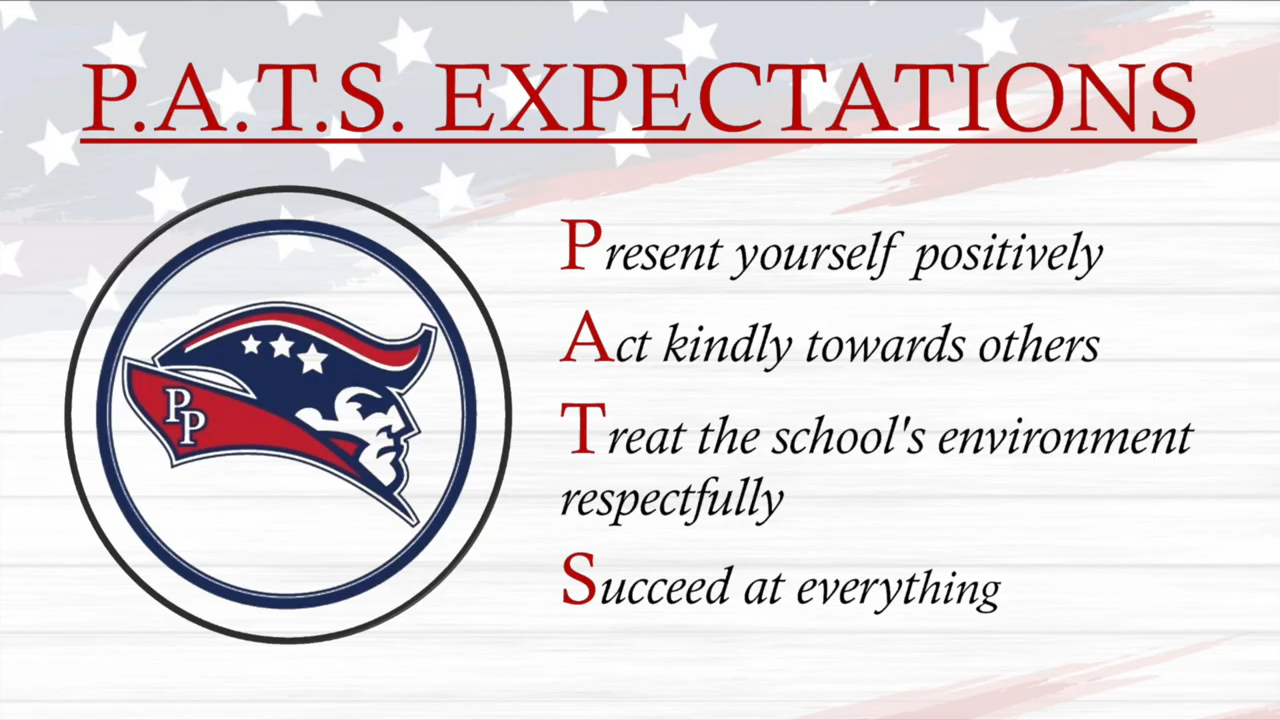 P.A.T.S. EXPECTATIONS
Present yourself positively
Act kindly towards others
Treat the school's environment
respectfully
Succeed at everything
PP